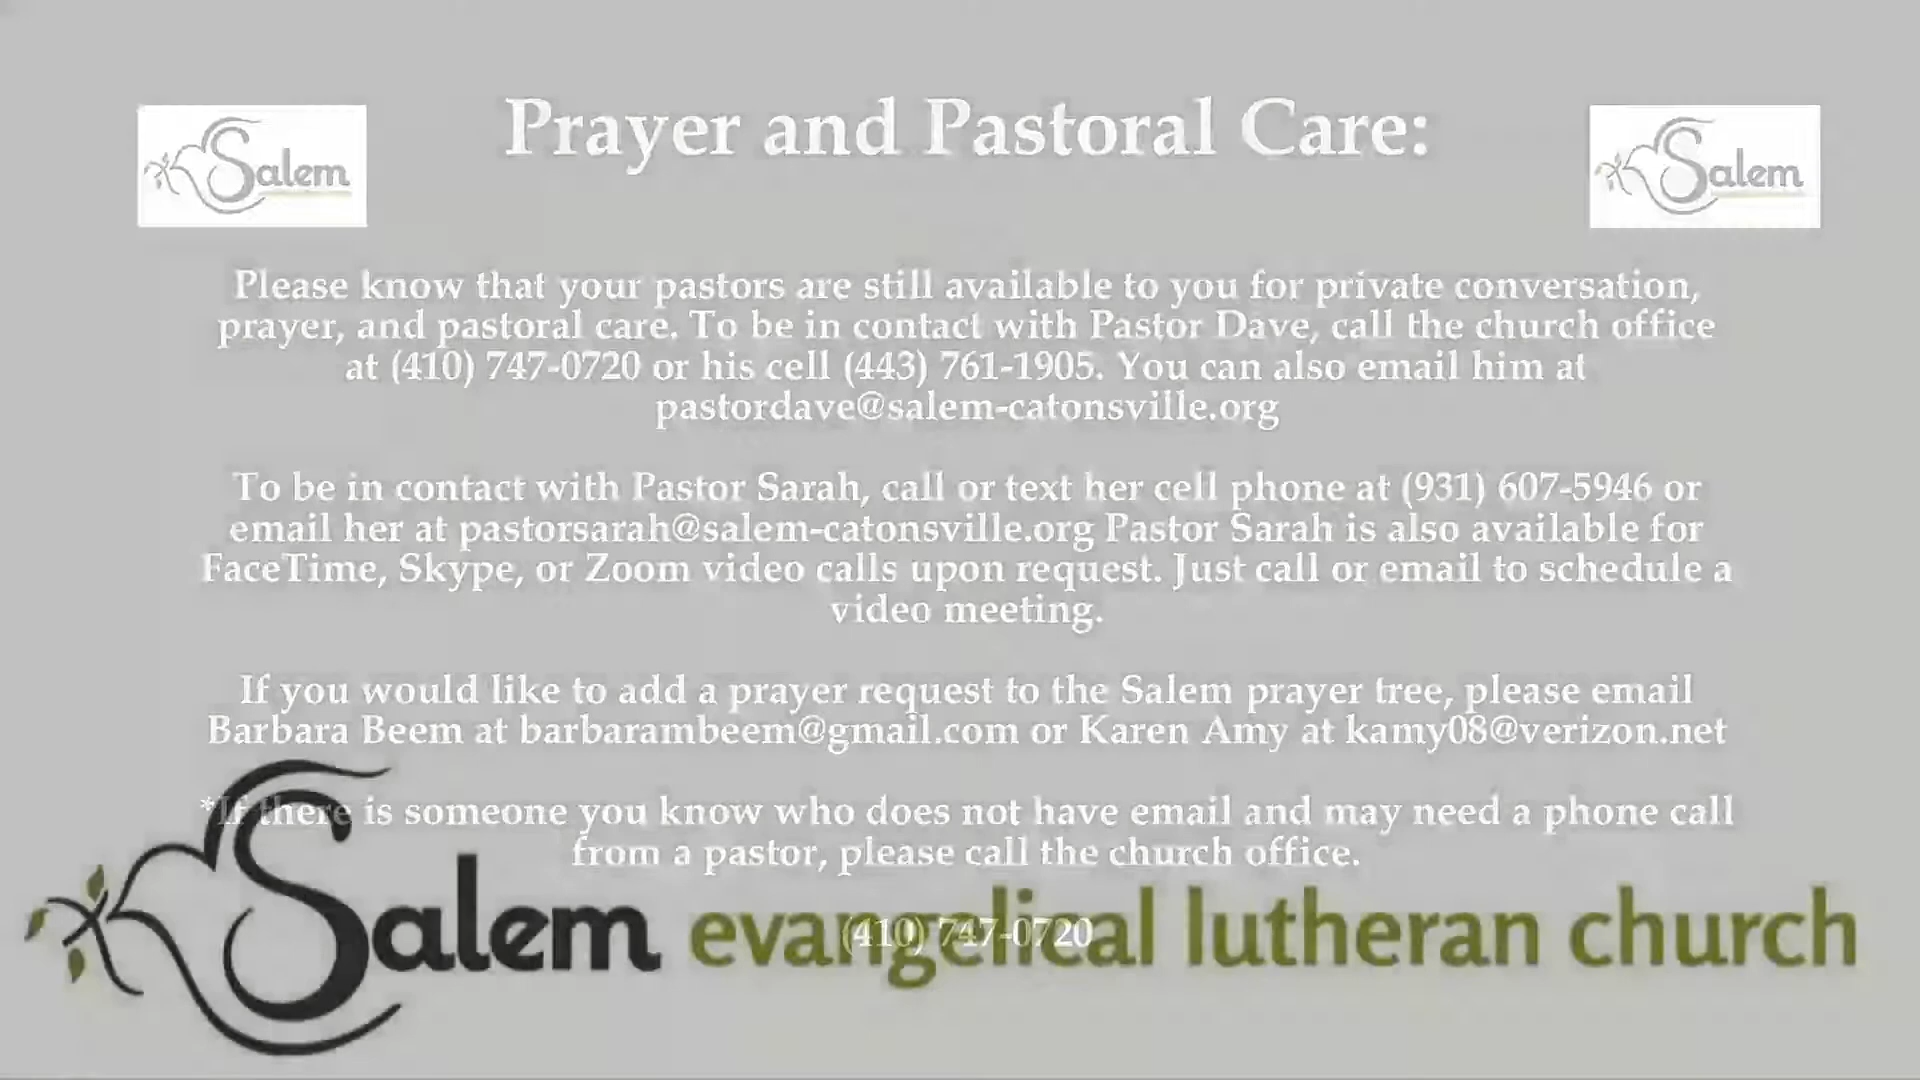 Prayer and Pastoral Care:
Salem
Salem
Please know that your pastors are still available to you for private conversation,
prayer, and pastoral care. To be in contact with Pastor Dave, call the church office
at (410) 747-0720 or his cell (443) 761-1905. You can also email him at
pastordave@salem-catonsville.org
To be in contact with Pastor Sarah, call or text her cell phone at (931) 607-5946 or
email her at pastorsarah@salem-catonsville.org Pastor Sarah is also available for
FaceTime, Skype, or Zoom video calls upon request. Just call or email to schedule a
video meeting.
If you would like to add a prayer request to the Salem prayer tree, please email
Barbara Beem at barbarambeem@gmail.com or Karen Amy at kamy08@verizon.net
*If there is someone you know who does not have email and may need a phone call
from a pastor, please call the church office.
(410) 747-0720
Salem evangelical lutheran church